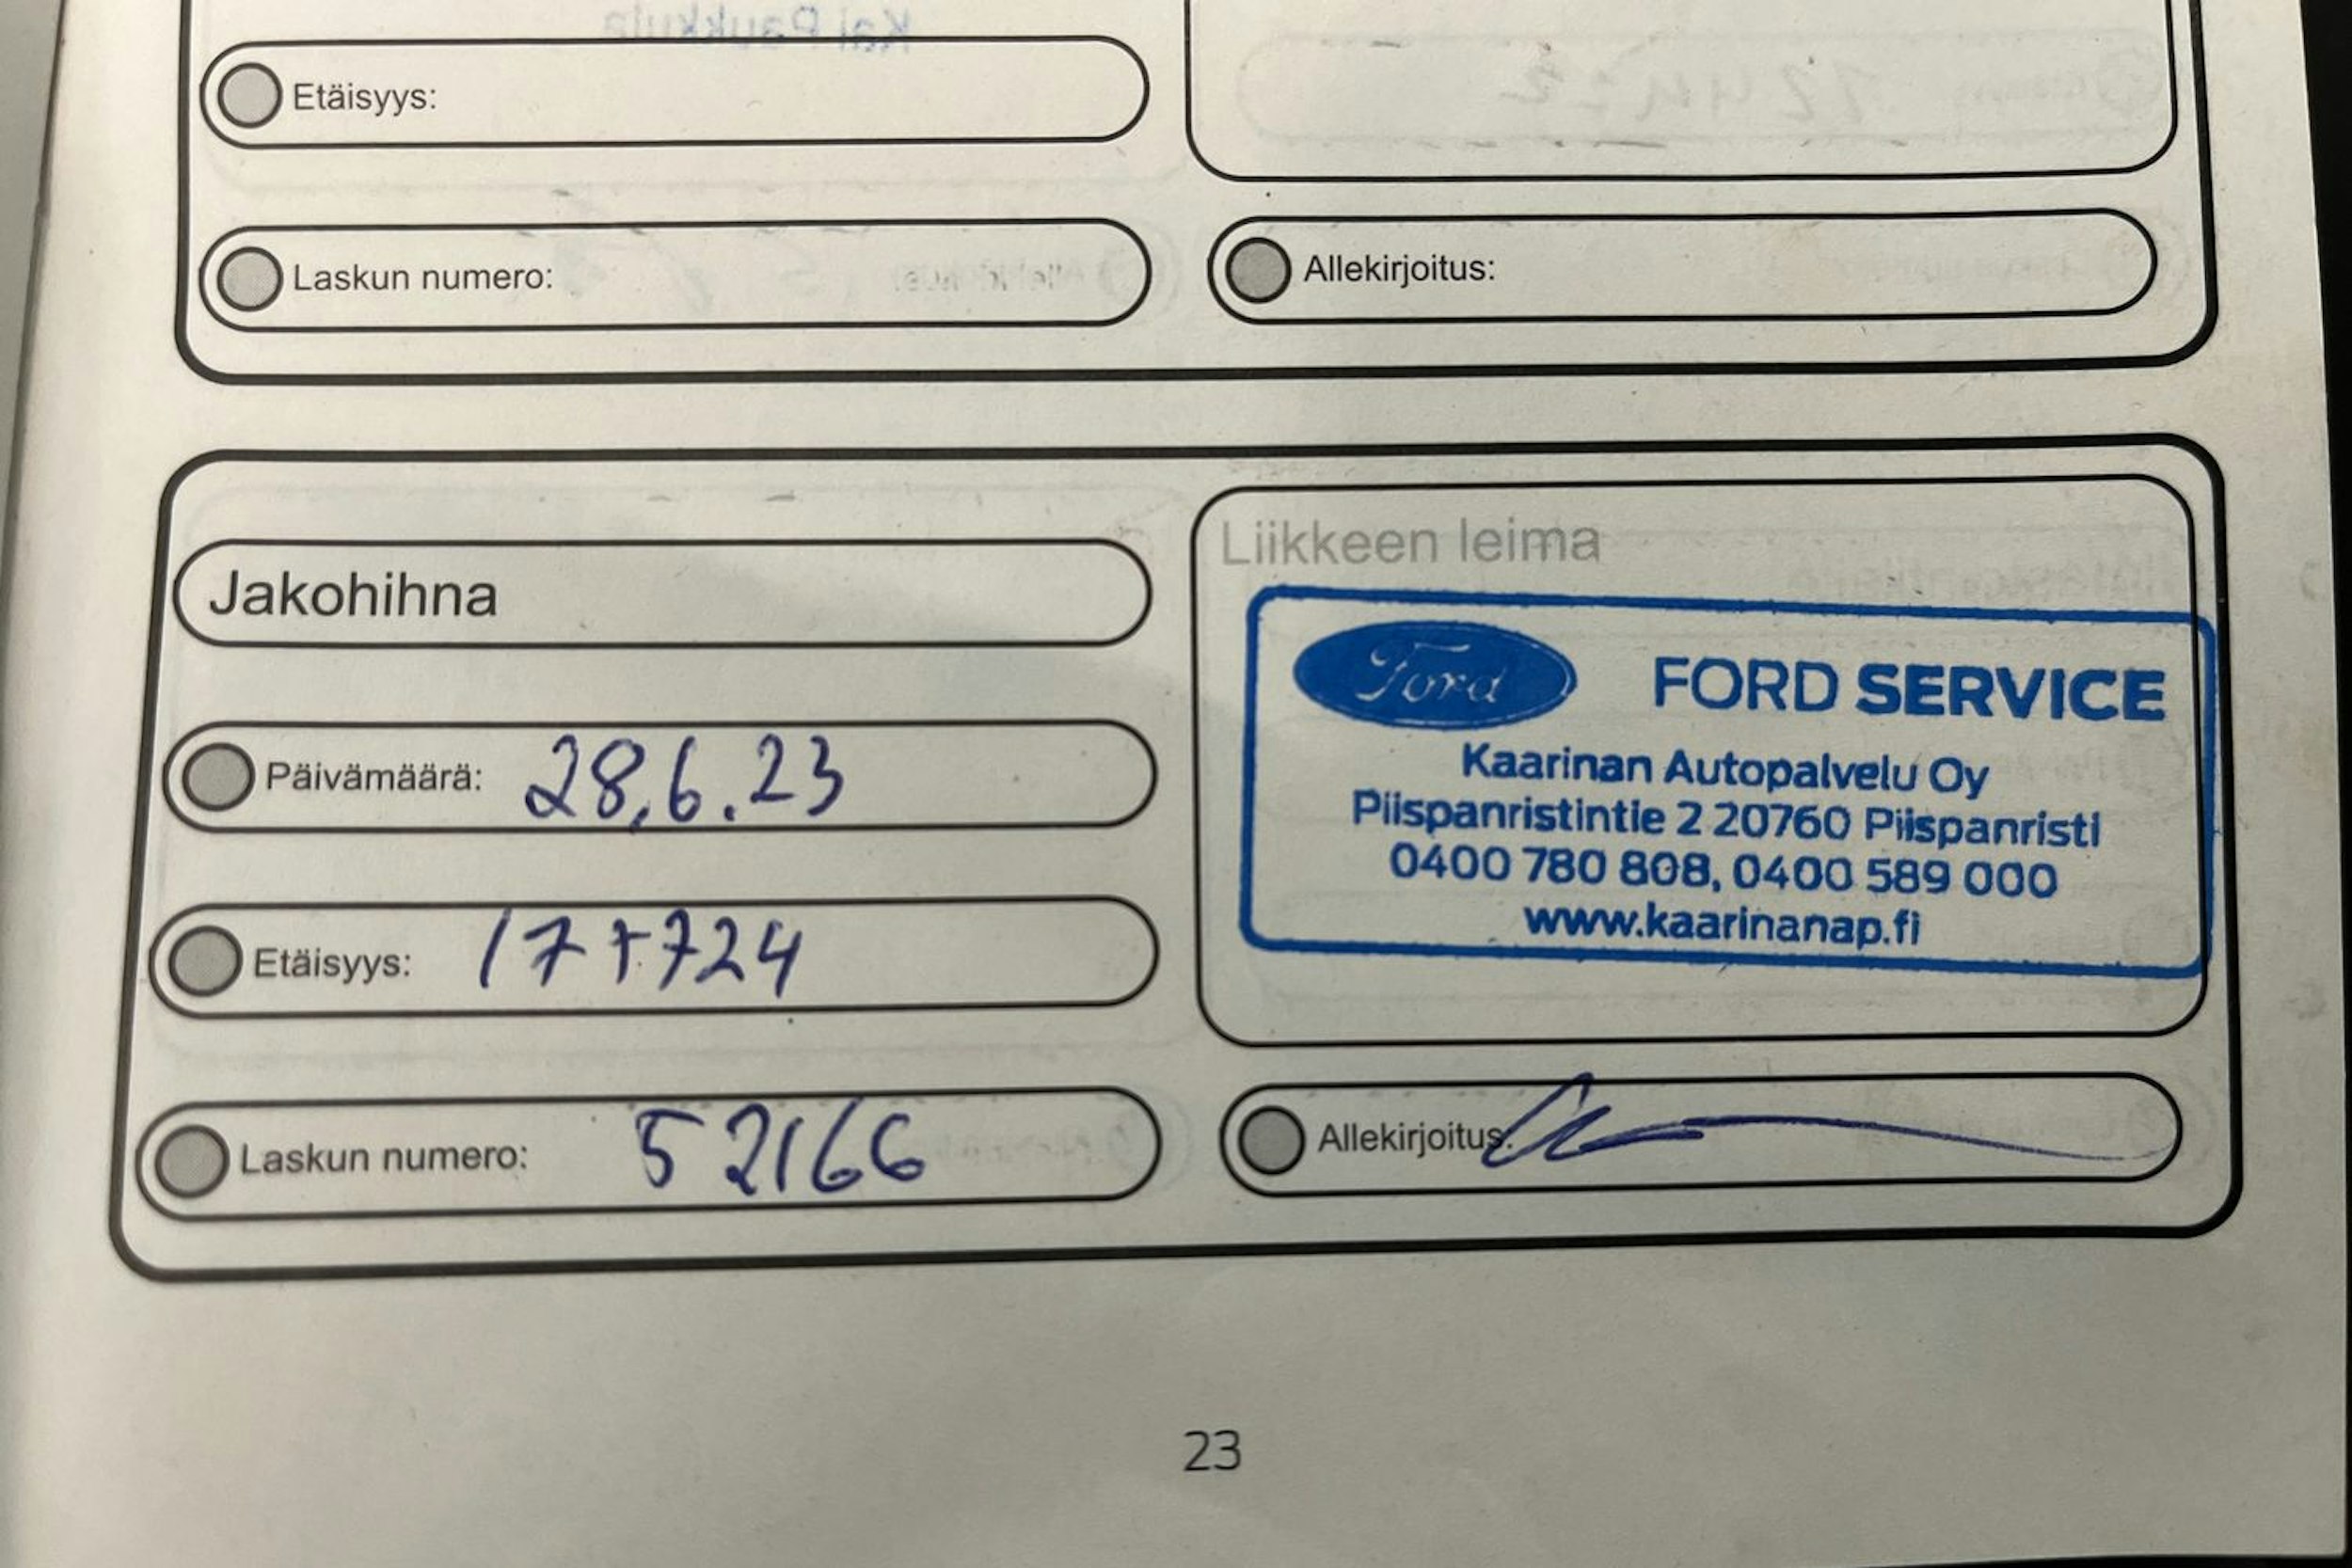 Etäisyys:
Laskun numero:
Allekirjoitus:
Jakohihna
Päivämäärä: 28.6.23
Etäisyys: 177724
Laskun numero: 52166
Liikkeen leima
Ford FORD SERVICE
Kaarinan Autopalvelu Oy
Piispanristintie 2 20760 Piispanristi
0400 780 808, 0400 589 000
www.kaarinanap.fi
Allekirjoitus:
23